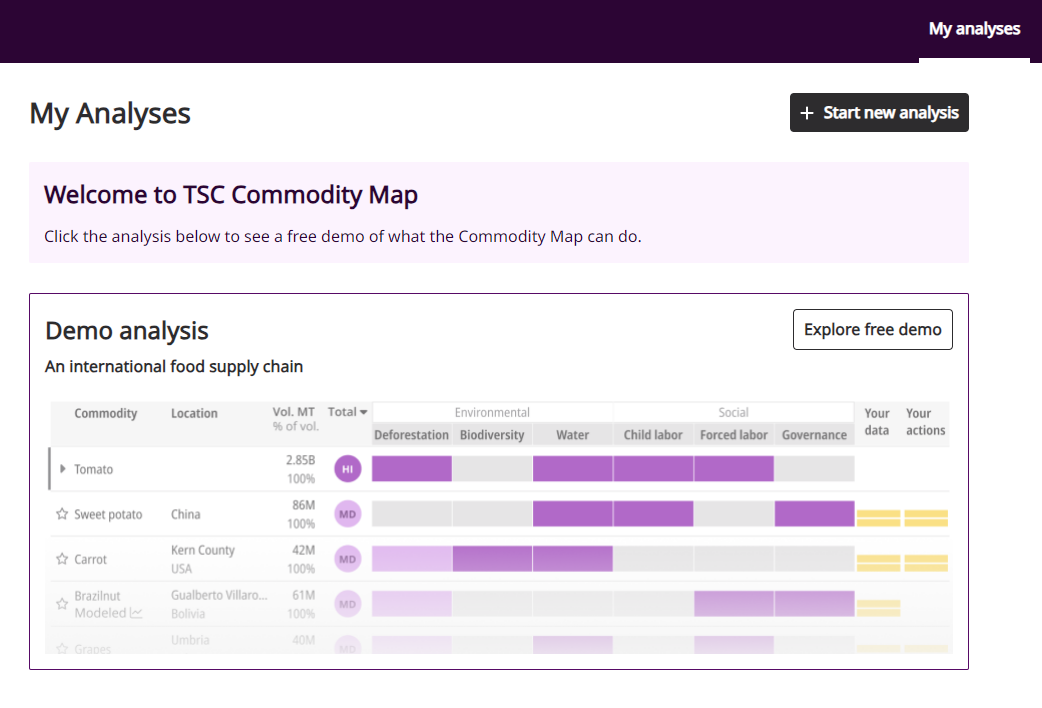 My analyses
My Analyses
+ Start new analysis
Welcome to TSC Commodity Map
Click the analysis below to see a free demo of what the Commodity Map can do.
Demo analysis
Explore free demo
An international food supply chain
Commodity Location Vol. MT % of vol. Total Environmental Social Your data Your actions
Deforestation Biodiversity Water Child labor Forced labor Governance
Tomato 2.85B 100% HI
Sweet potato China 86M 100% MD
Carrot Kern County USA 42M 100% MD
Brazilnut Modeled Gualberto Villaro... Bolivia 61M 100% MD
Grapes Umbria 40M MD